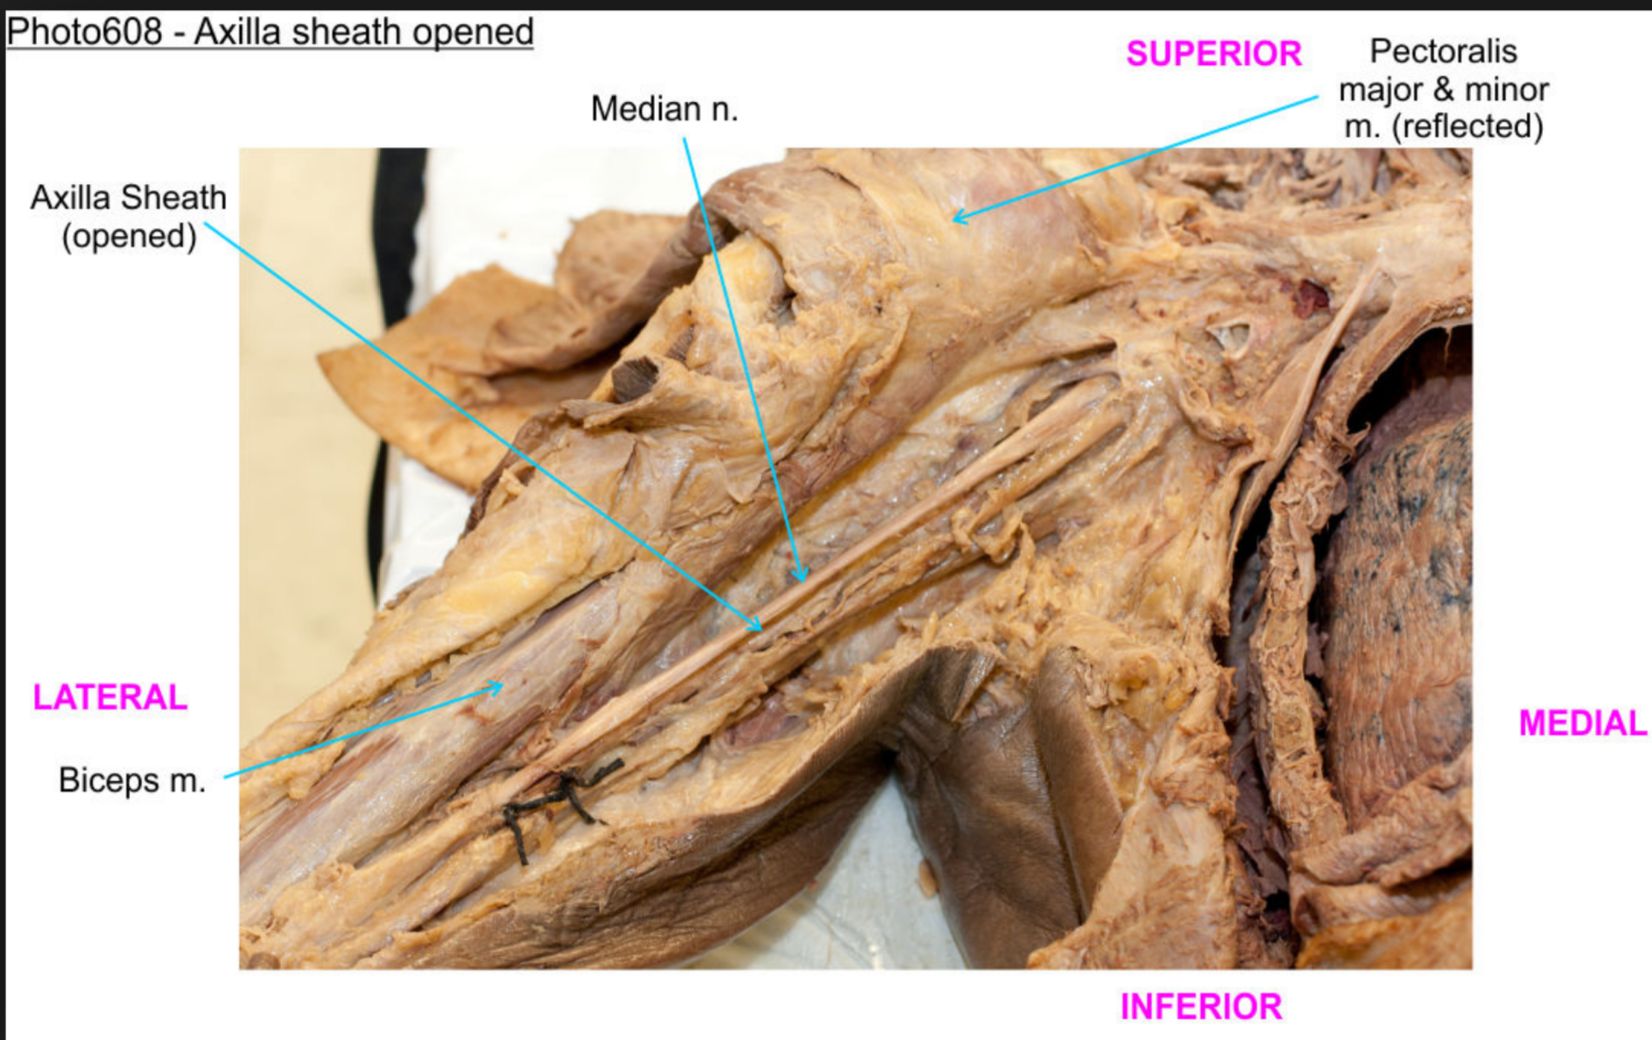 Photo608 - Axilla sheath opened
SUPERIOR
Pectoralis
major & minor
m. (reflected)
Median n.
Axilla Sheath
(opened)
LATERAL
MEDIAL
Biceps m.
INFERIOR